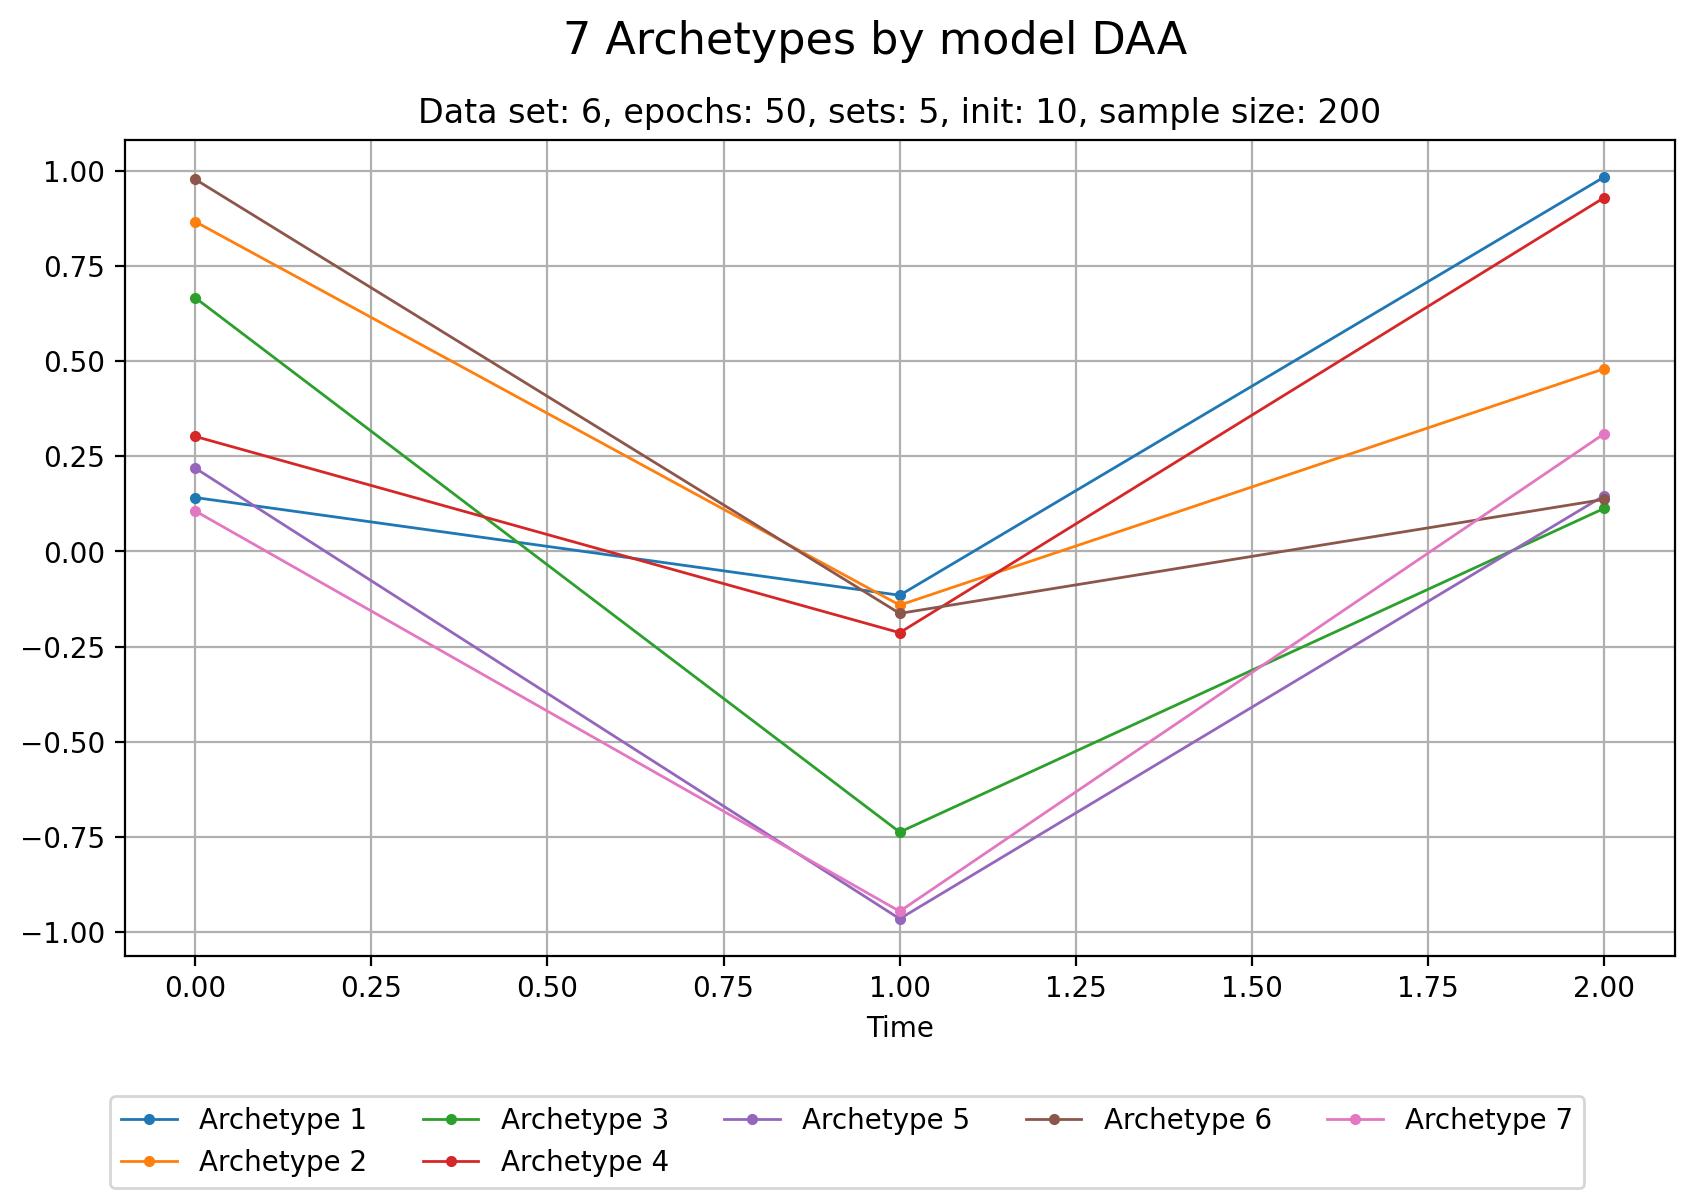 7 Archetypes by model DAA
Data set: 6, epochs: 50, sets: 5, init: 10, sample size: 200
1.00
0.75
0.50
0.25
0.00
−0.25
−0.50
−0.75
−1.00
0.00 0.25 0.50 0.75 1.00 1.25 1.50 1.75 2.00
Time
Archetype 1 Archetype 3 Archetype 5 Archetype 6 Archetype 7
Archetype 2 Archetype 4